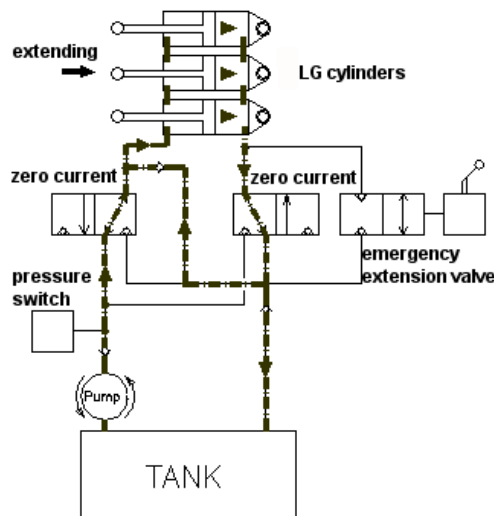 extending
LG cylinders
zero current
zero current
pressure
switch
emergency
extension valve
Pump
TANK